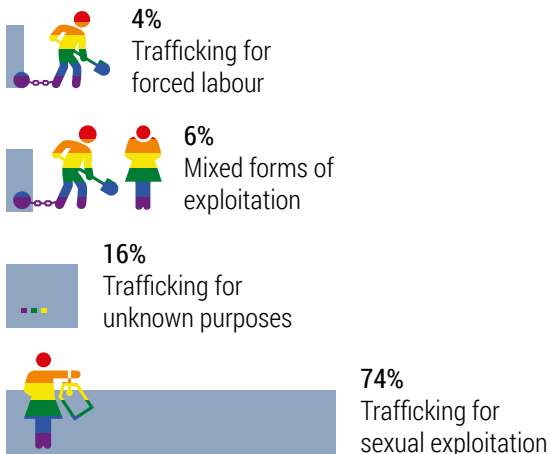 4%
Trafficking for
forced labour
6%
Mixed forms of
exploitation
16%
Trafficking for
unknown purposes
74%
Trafficking for
sexual exploitation